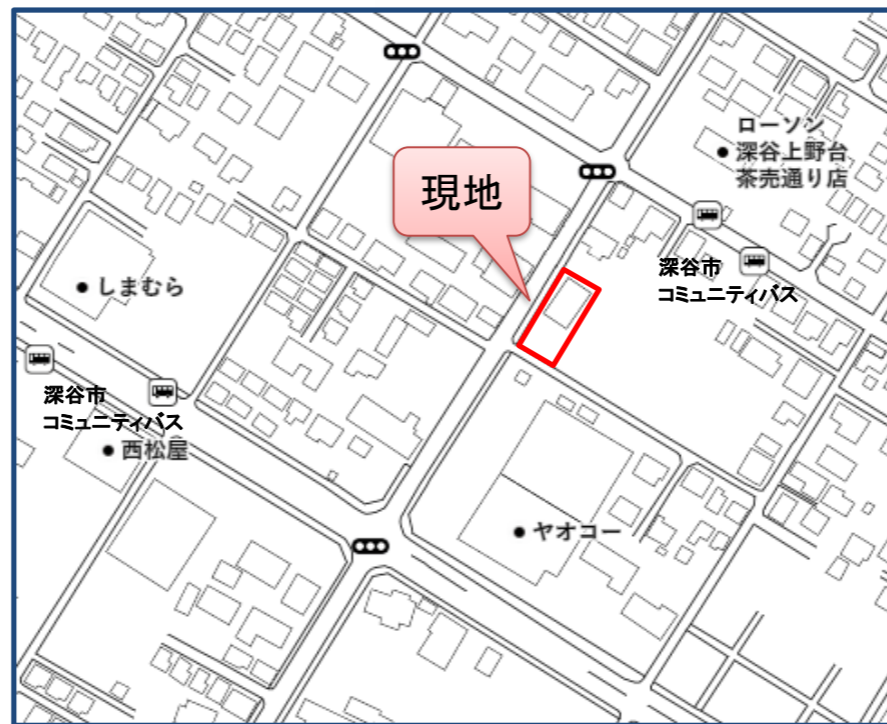 ローソン
深谷上野台
茶売通り店
現地
深谷市
コミュニティバス
しまむら
深谷市
コミュニティバス
西松屋
ヤオコー